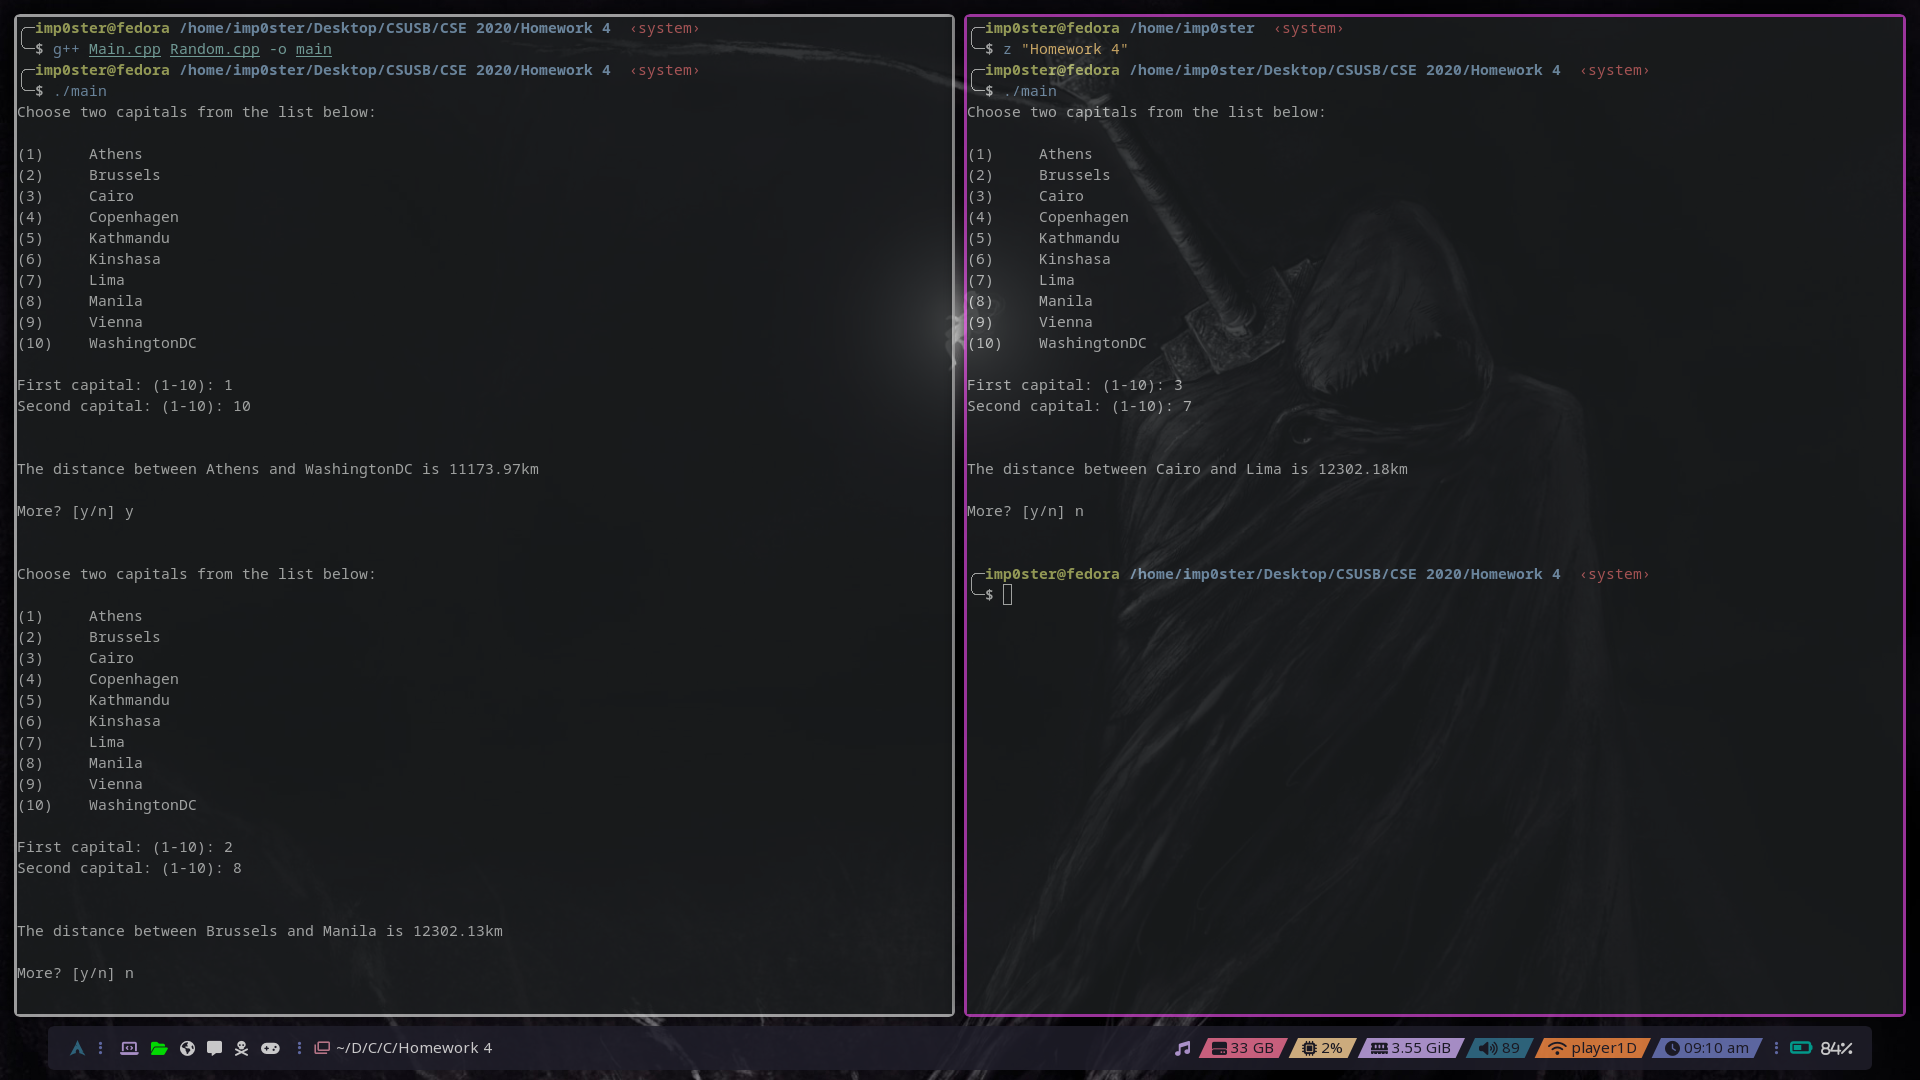 imp0ster@fedora /home/imp0ster/Desktop/CSUSB/CSE 2020/Homework 4  ‹system›
$ g++ Main.cpp Random.cpp -o main
imp0ster@fedora /home/imp0ster/Desktop/CSUSB/CSE 2020/Homework 4  ‹system›
$ ./main
Choose two capitals from the list below:
(1)     Athens
(2)     Brussels
(3)     Cairo
(4)     Copenhagen
(5)     Kathmandu
(6)     Kinshasa
(7)     Lima
(8)     Manila
(9)     Vienna
(10)    WashingtonDC
First capital: (1-10): 1
Second capital: (1-10): 10
The distance between Athens and WashingtonDC is 11173.97km
More? [y/n] y
Choose two capitals from the list below:
(1)     Athens
(2)     Brussels
(3)     Cairo
(4)     Copenhagen
(5)     Kathmandu
(6)     Kinshasa
(7)     Lima
(8)     Manila
(9)     Vienna
(10)    WashingtonDC
First capital: (1-10): 2
Second capital: (1-10): 8
The distance between Brussels and Manila is 12302.13km
More? [y/n] n
imp0ster@fedora /home/imp0ster  ‹system›
$ z "Homework 4"
imp0ster@fedora /home/imp0ster/Desktop/CSUSB/CSE 2020/Homework 4  ‹system›
$ ./main
Choose two capitals from the list below:
(1)     Athens
(2)     Brussels
(3)     Cairo
(4)     Copenhagen
(5)     Kathmandu
(6)     Kinshasa
(7)     Lima
(8)     Manila
(9)     Vienna
(10)    WashingtonDC
First capital: (1-10): 3
Second capital: (1-10): 7
The distance between Cairo and Lima is 12302.18km
More? [y/n] n
imp0ster@fedora /home/imp0ster/Desktop/CSUSB/CSE 2020/Homework 4  ‹system›
$
~/D/C/C/Homework 4 33 GB 2% 3.55 GiB 89 player1D 09:10 am 84%